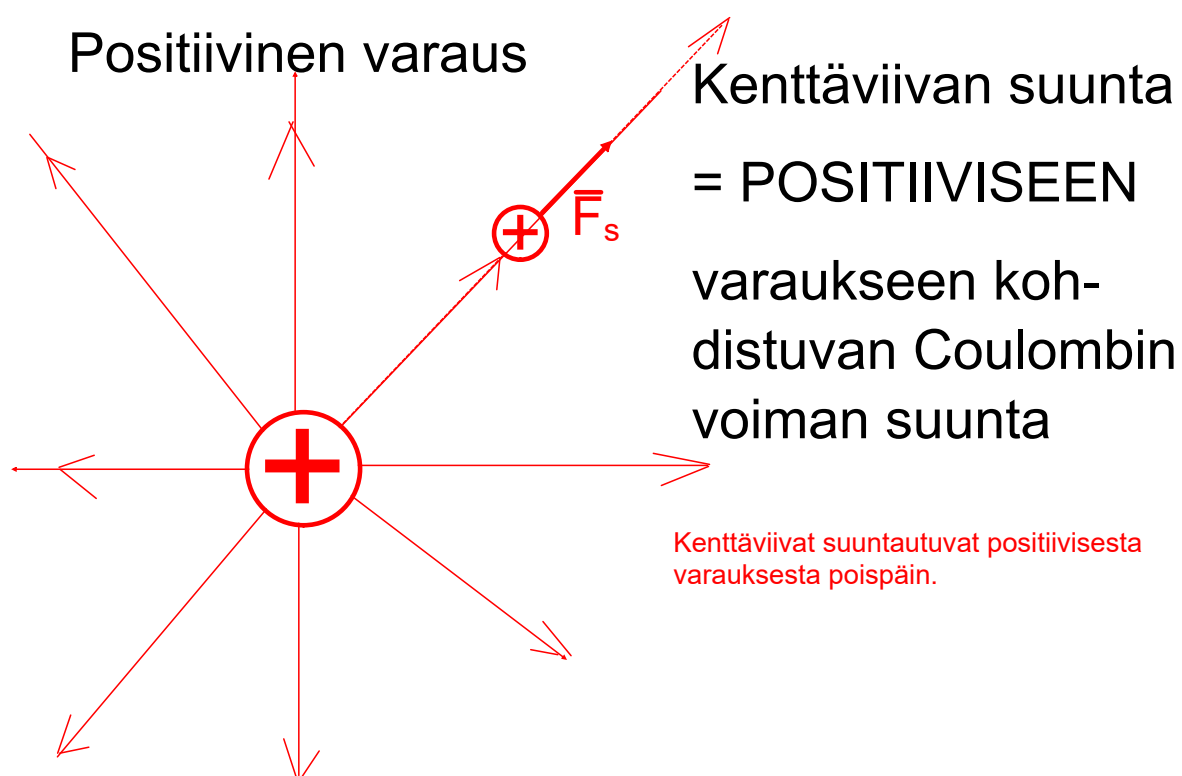 Positiivinen varaus
Kenttäviivan suunta
= POSITIIVISEEN
varaukseen koh-
distuvan Coulombin
voiman suunta
F̅s
+
+
Kenttäviivat suuntautuvat positiivisesta
varauksesta poispäin.